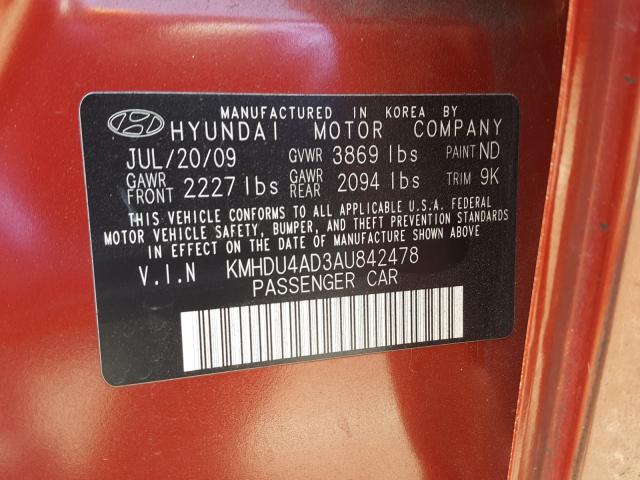 MANUFACTURED IN KOREA BY
HYUNDAI MOTOR COMPANY
JUL/20/09 GVWR 3869 lbs PAINT ND
GAWR FRONT 2227 lbs GAWR REAR 2094 lbs TRIM 9K
THIS VEHICLE CONFORMS TO ALL APPLICABLE U.S.A. FEDERAL
MOTOR VEHICLE SAFETY, BUMPER, AND THEFT PREVENTION STANDARDS
IN EFFECT ON THE DATE OF MANUFACTURE SHOWN ABOVE
V.I.N KMHDU4AD3AU842478
PASSENGER CAR